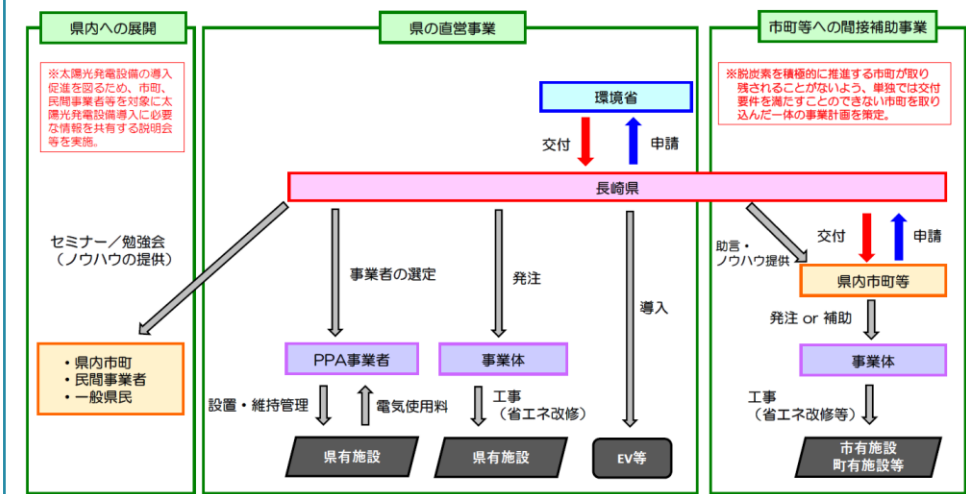 県内への展開
県の直営事業
市町等への間接補助事業
※太陽光発電設備の導入
促進を図るため、市町、
民間事業者等を対象に太
陽光発電設備導入に必要
な情報を共有する説明会
等を実施。
環境省
※脱炭素を積極的に推進する市町が取り
残されることがないよう、単独では交付
要件を満たすことのできない市町を取り
込んだ一体の事業計画を策定。
交付
申請
長崎県
セミナー／勉強会
（ノウハウの提供）
事業者の選定
発注
導入
助言・
ノウハウ提供
交付
申請
県内市町等
発注 or 補助
・県内市町
・民間事業者
・一般県民
PPA事業者
事業体
事業体
設置・維持管理
電気使用料
工事
（省エネ改修）
工事
（省エネ改修等）
県有施設
県有施設
EV等
市有施設
町有施設等